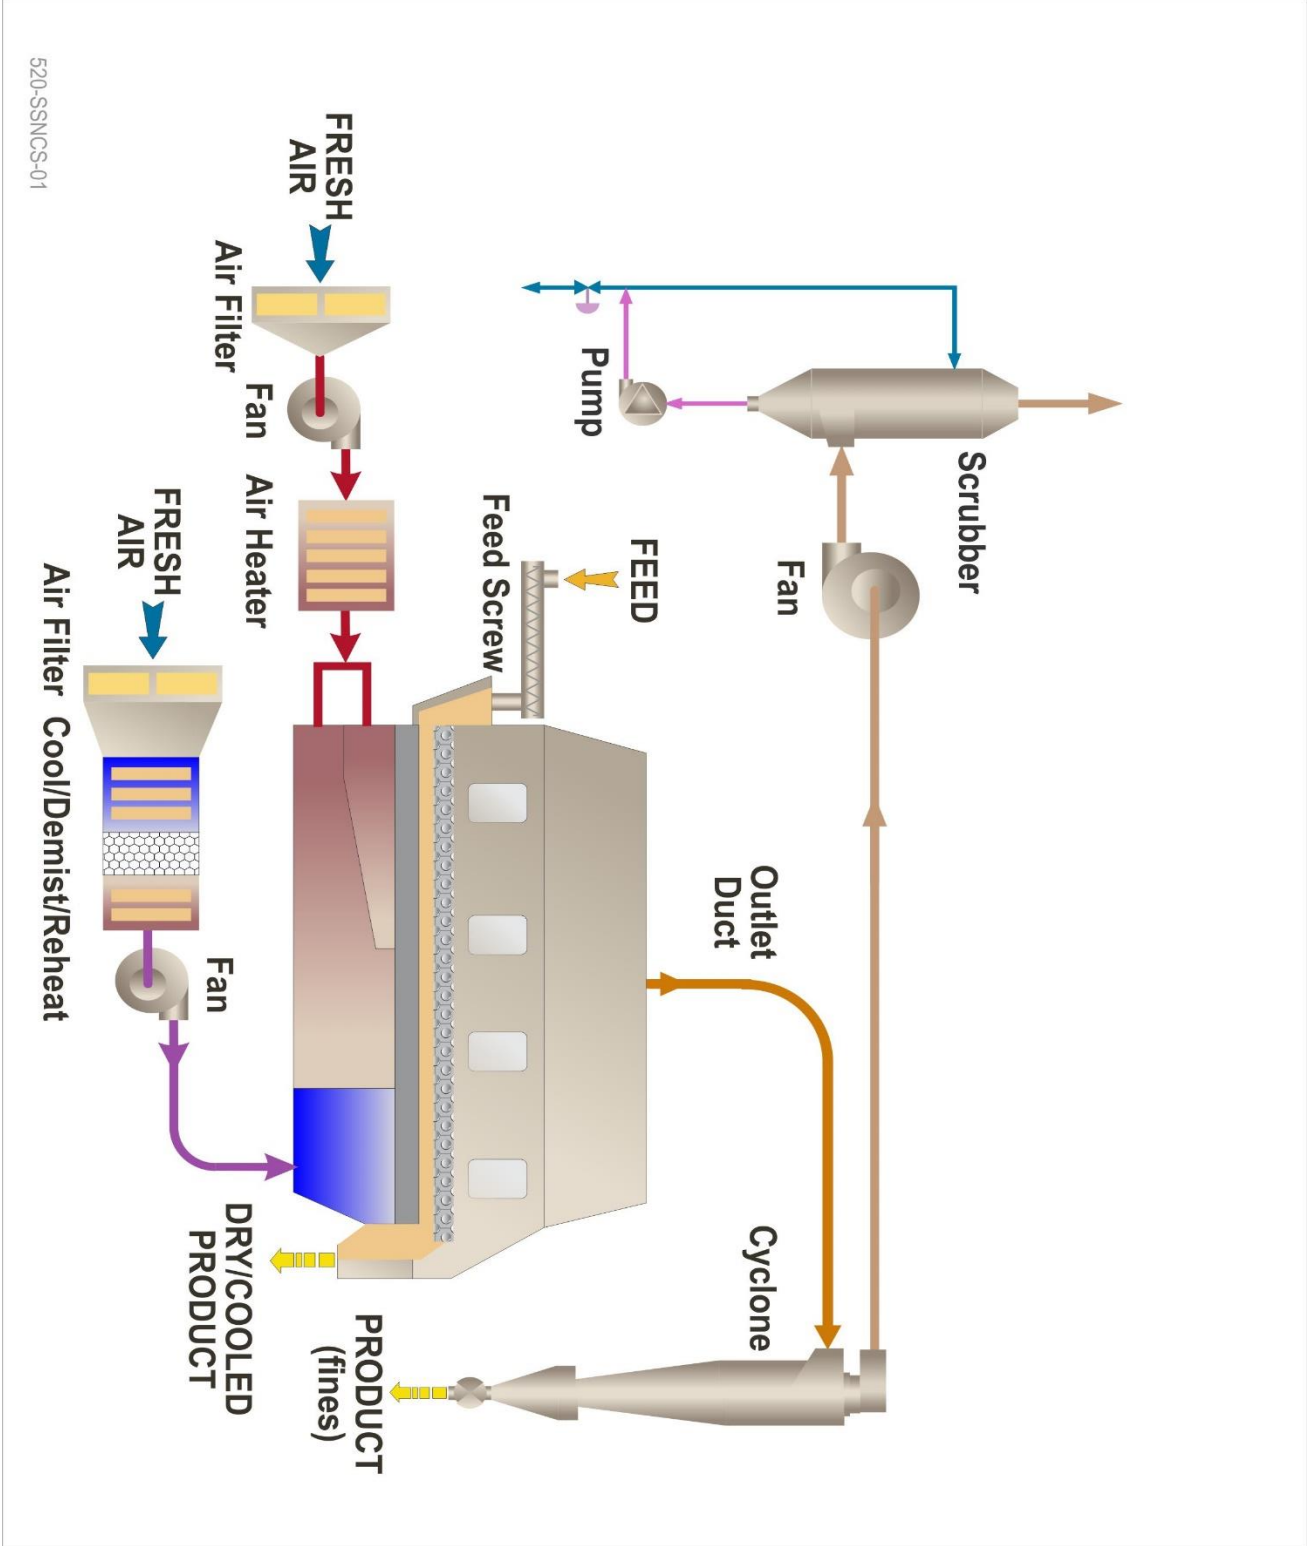 Scrubber
Pump
Fan
Outlet
Duct
Cyclone
FEED
Feed Screw
FRESH
AIR
Air Filter
Fan
Air Heater
FRESH
AIR
Air Filter
Cool/Demist/Reheat
Fan
DRY/COOLED
PRODUCT
PRODUCT
(fines)
520-SSNCS-01